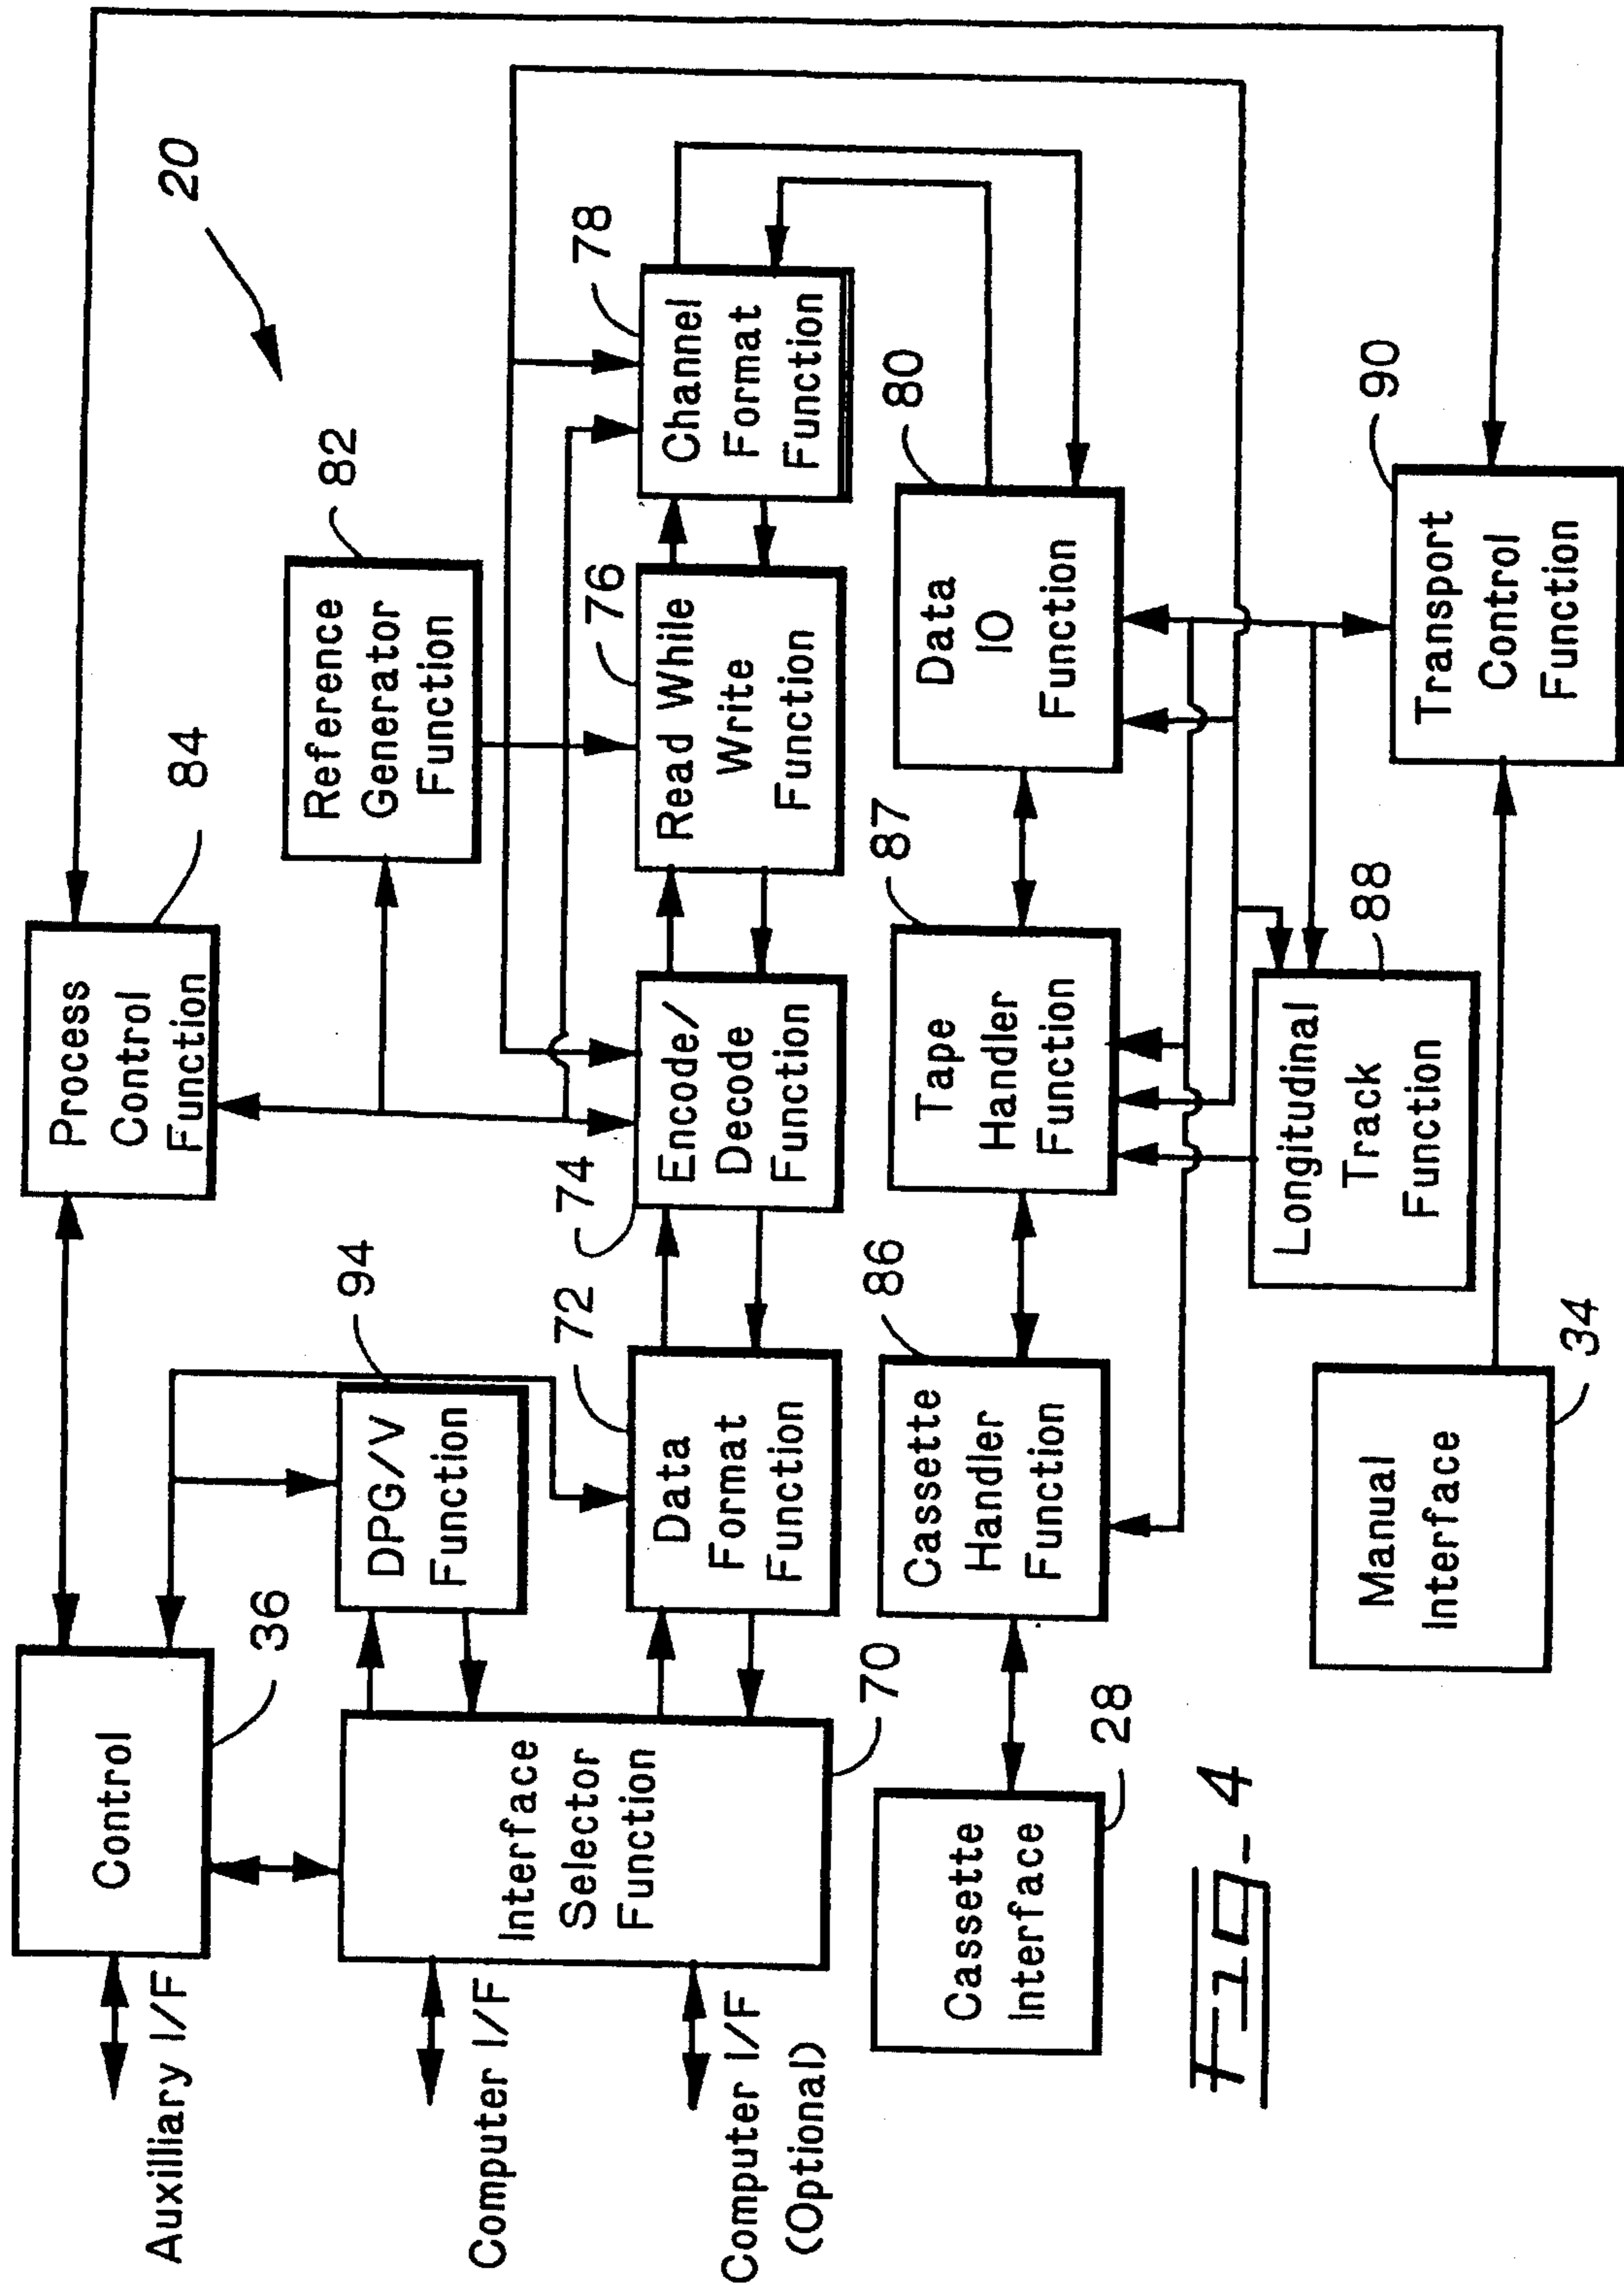 20
Auxilliary I/F
Control
36
Process
Control
Function
84
Computer I/F
Computer I/F
(Optional)
Interface
Selector
Function
70
DPG/V
Function
94
Reference
Generator
Function
82
Data
Format
Function
72
Encode/
Decode
Function
74
Read While
Write
Function
76
Channel
Format
Function
78
Cassette
Interface
28
Cassette
Handler
Function
86
Tape
Handler
Function
87
Data
IO
Function
80
Manual
Interface
34
Longitudinal
Track
Function
88
Transport
Control
Function
90
Fig-4